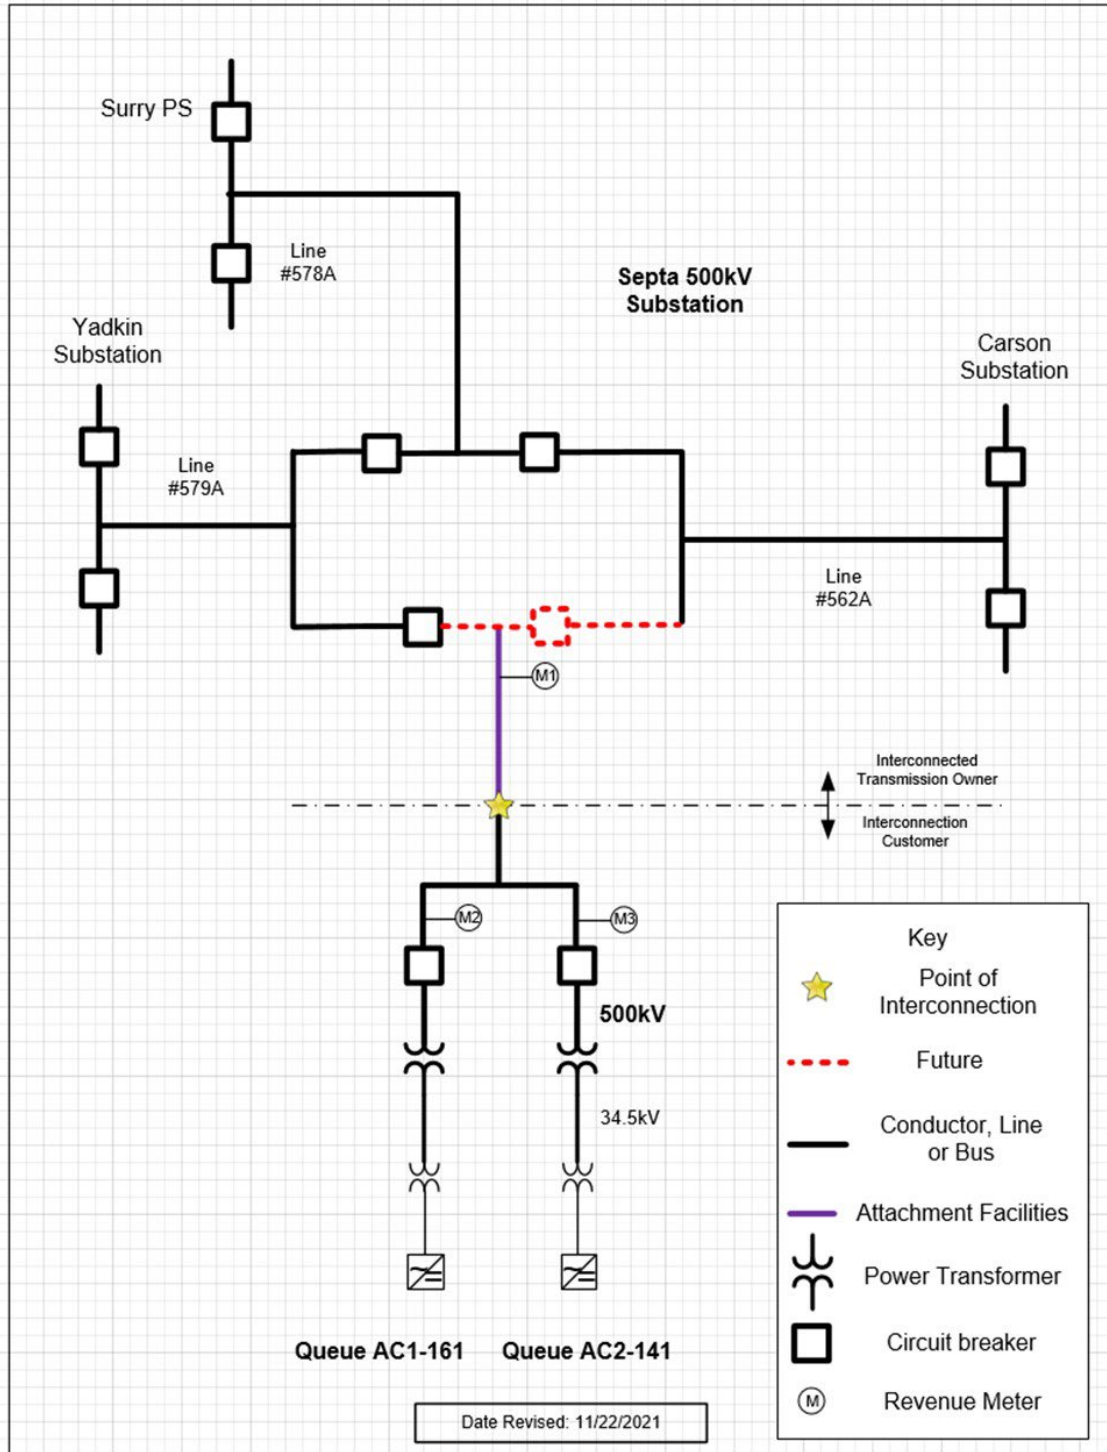 Surry PS
Line
#578A
Septa 500kV
Substation
Yadkin
Substation
Carson
Substation
Line
#579A
Line
#562A
M1
Interconnected
Transmission Owner
Interconnection
Customer
M2
M3
500kV
34.5kV
Queue AC1-161
Queue AC2-141
Date Revised: 11/22/2021
Key
Point of
Interconnection
Future
Conductor, Line
or Bus
Attachment Facilities
Power Transformer
Circuit breaker
M
Revenue Meter